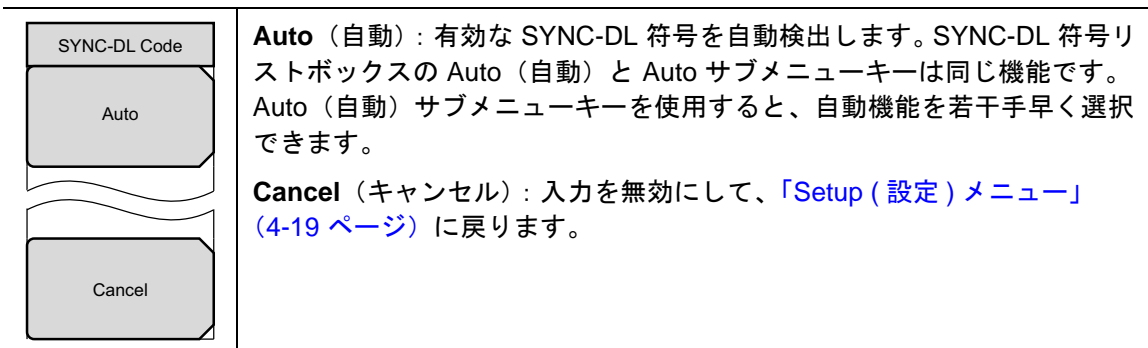 SYNC-DL Code
Auto
Cancel
Auto（自動）: 有効な SYNC-DL 符号を自動検出します。SYNC-DL 符号リ
ストボックスの Auto（自動）と Auto サブメニューキーは同じ機能です。
Auto（自動）サブメニューキーを使用すると、自動機能を若干手早く選択
できます。
Cancel（キャンセル）: 入力を無効にして、「Setup ( 設定 ) メニュー」
（4-19 ページ）に戻ります。